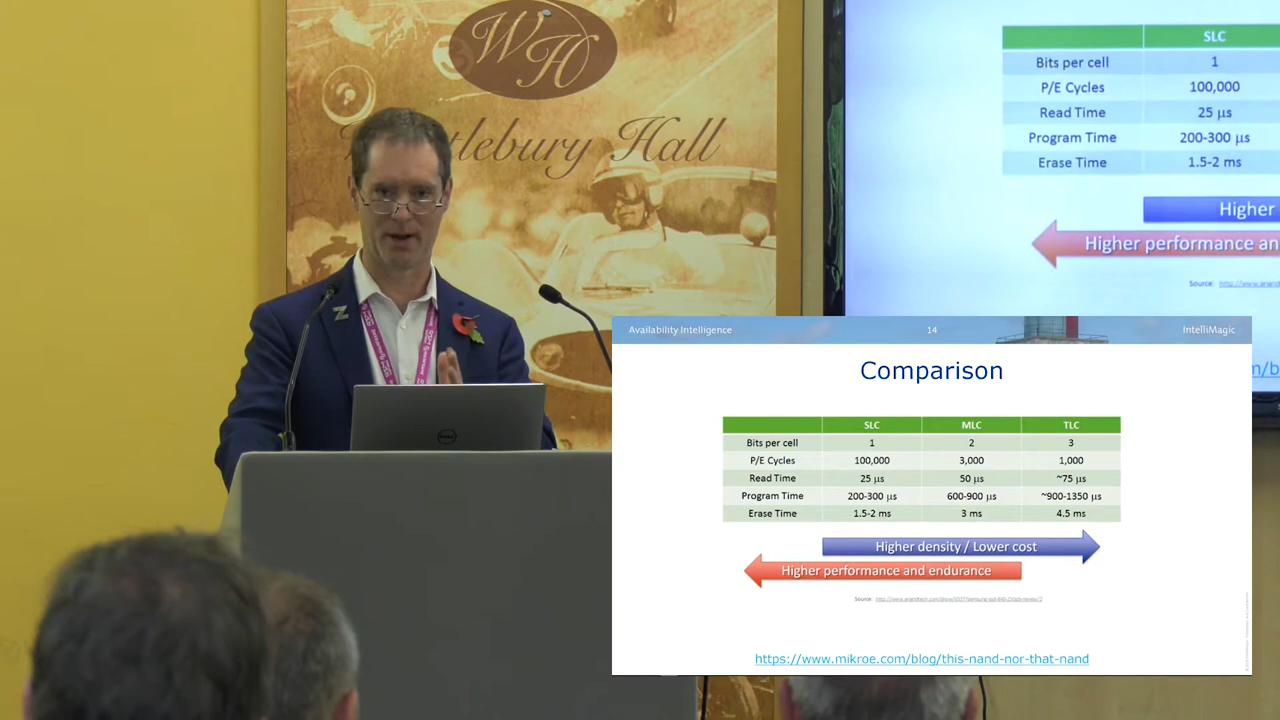 WH
Hall
SLC
Bits per cell 1
P/E Cycles 100,000
Read Time 25 μs
Program Time 200-300 μs
Erase Time 1.5-2 ms
Higher
Higher performance an
Source:
DELL
Availability Intelligence 14 IntelliMagic
Comparison
SLC MLC TLC
Bits per cell 1 2 3
P/E Cycles 100,000 3,000 1,000
Read Time 25 μs 50 μs ~75 μs
Program Time 200-300 μs 600-900 μs ~900-1350 μs
Erase Time 1.5-2 ms 3 ms 4.5 ms
Higher density / Lower cost
Higher performance and endurance
Source:
https://www.mikroe.com/blog/this-nand-nor-that-nand